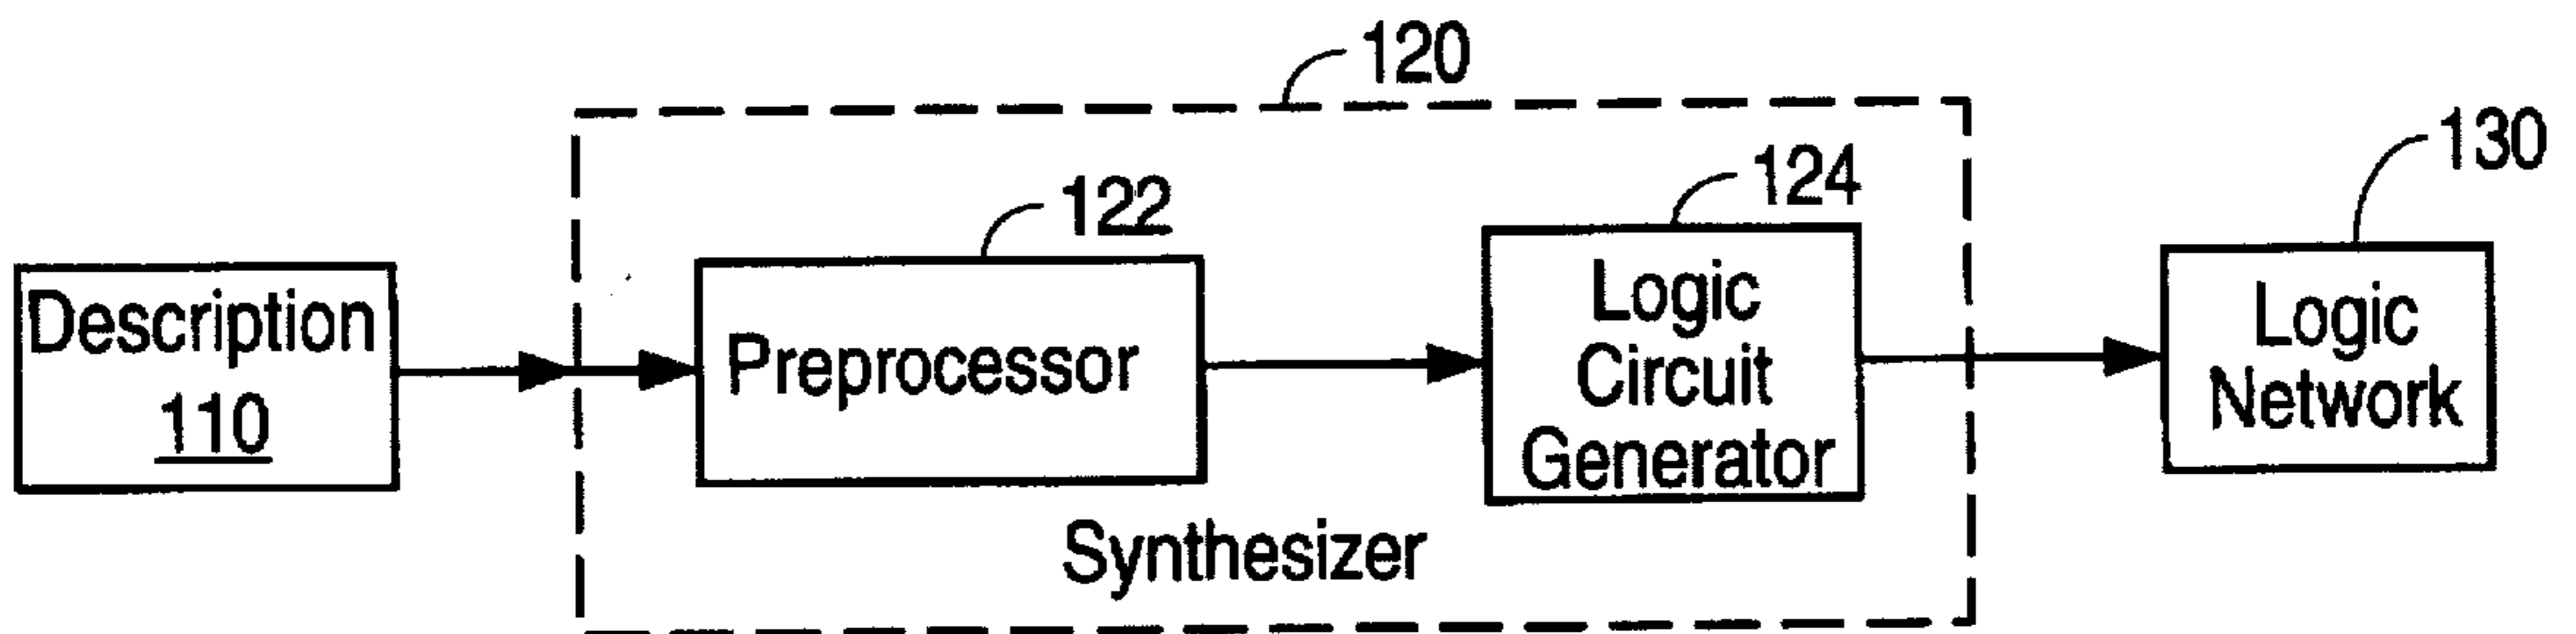 120
130
124
122
Description
110
Preprocessor
Logic
Circuit
Generator
Logic
Network
Synthesizer